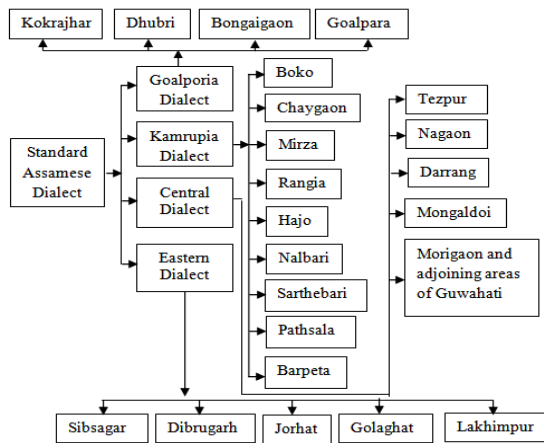 Kokrajhar
Dhubri
Bongaigaon
Goalpara
Goalporia
Dialect
Kamrupia
Dialect
Standard
Assamese
Dialect
Central
Dialect
Eastern
Dialect
Boko
Chaygaon
Mirza
Rangia
Hajo
Nalbari
Sarthebari
Pathsala
Barpeta
Tezpur
Nagaon
Darrang
Mongaldoi
Morigaon and
adjoining areas
of Guwahati
Sibsagar
Dibrugarh
Jorhat
Golaghat
Lakhimpur